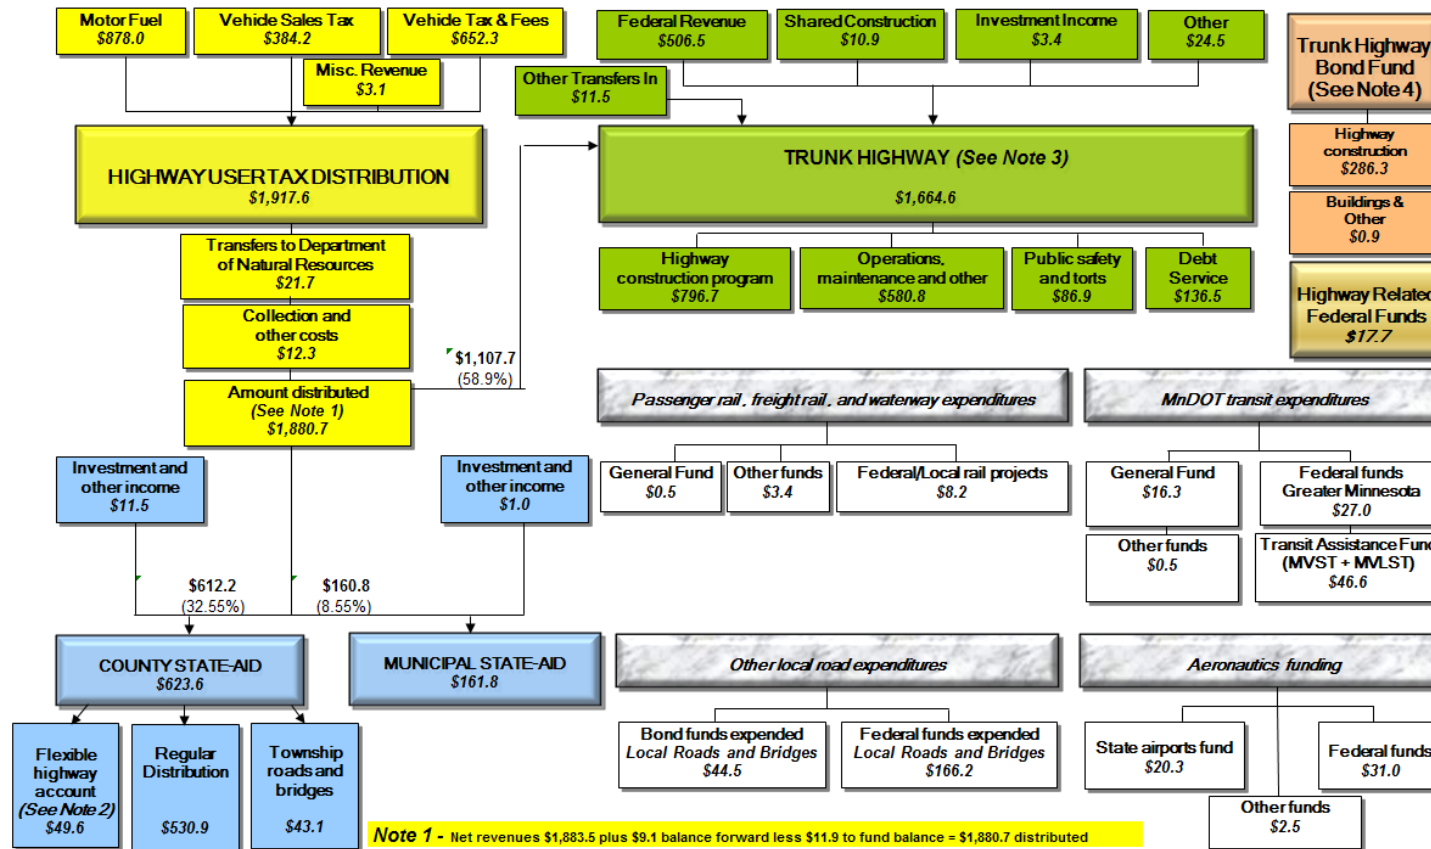 Motor Fuel
$878.0
Vehicle Sales Tax
$384.2
Vehicle Tax & Fees
$652.3
Misc. Revenue
$3.1
HIGHWAY USER TAX DISTRIBUTION
$1,917.6
Transfers to Department
of Natural Resources
$21.7
Collection and
other costs
$12.3
Amount distributed
(See Note 1)
$1,880.7
$1,107.7
(58.9%)
Federal Revenue
$506.5
Shared Construction
$10.9
Investment Income
$3.4
Other
$24.5
Other Transfers In
$11.5
TRUNK HIGHWAY (See Note 3)
$1,664.6
Highway
construction program
$796.7
Operations,
maintenance and other
$580.8
Public safety
and torts
$86.9
Debt
Service
$136.5
Trunk Highway
Bond Fund
(See Note 4)
Highway
construction
$286.3
Buildings &
Other
$0.9
Highway Related
Federal Funds
$17.7
Investment and
other income
$11.5
Investment and
other income
$1.0
$612.2
(32.55%)
$160.8
(8.55%)
COUNTY STATE-AID
$623.6
MUNICIPAL STATE-AID
$161.8
Flexible
highway
account
(See Note 2)
$49.6
Regular
Distribution
$530.9
Township
roads and
bridges
$43.1
Passenger rail, freight rail, and waterway expenditures
General Fund
$0.5
Other funds
$3.4
Federal/Local rail projects
$8.2
MnDOT transit expenditures
General Fund
$16.3
Federal funds
Greater Minnesota
$27.0
Other funds
$0.5
Transit Assistance Fund
(MVST + MVLST)
$46.6
Other local road expenditures
Bond funds expended
Local Roads and Bridges
$44.5
Federal funds expended
Local Roads and Bridges
$166.2
Aeronautics funding
State airports fund
$20.3
Federal funds
$31.0
Other funds
$2.5
Note 1 - Net revenues $1,883.5 plus $9.1 balance forward less $11.9 to fund balance = $1,880.7 distributed